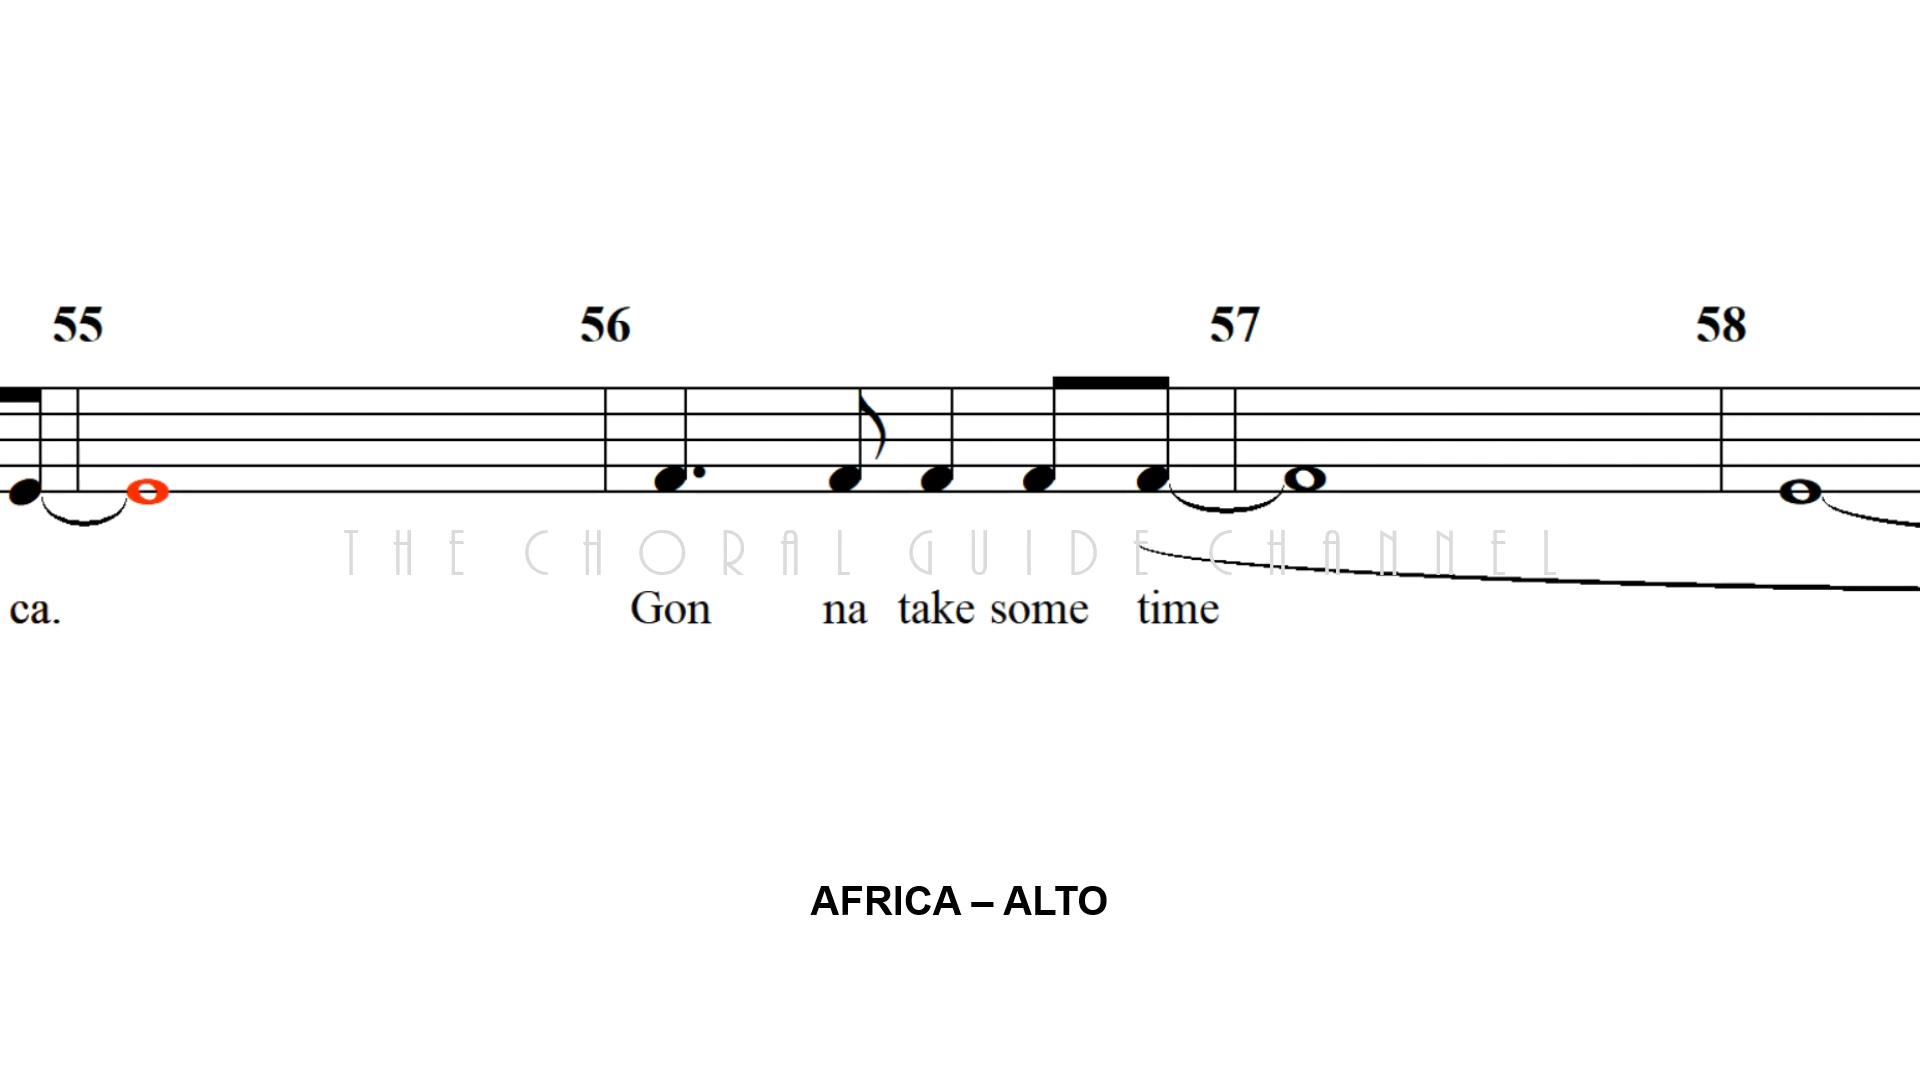 55 56 57 58
THE CHORAL GUIDE CHANNEL
ca. Gon na take some time
AFRICA – ALTO